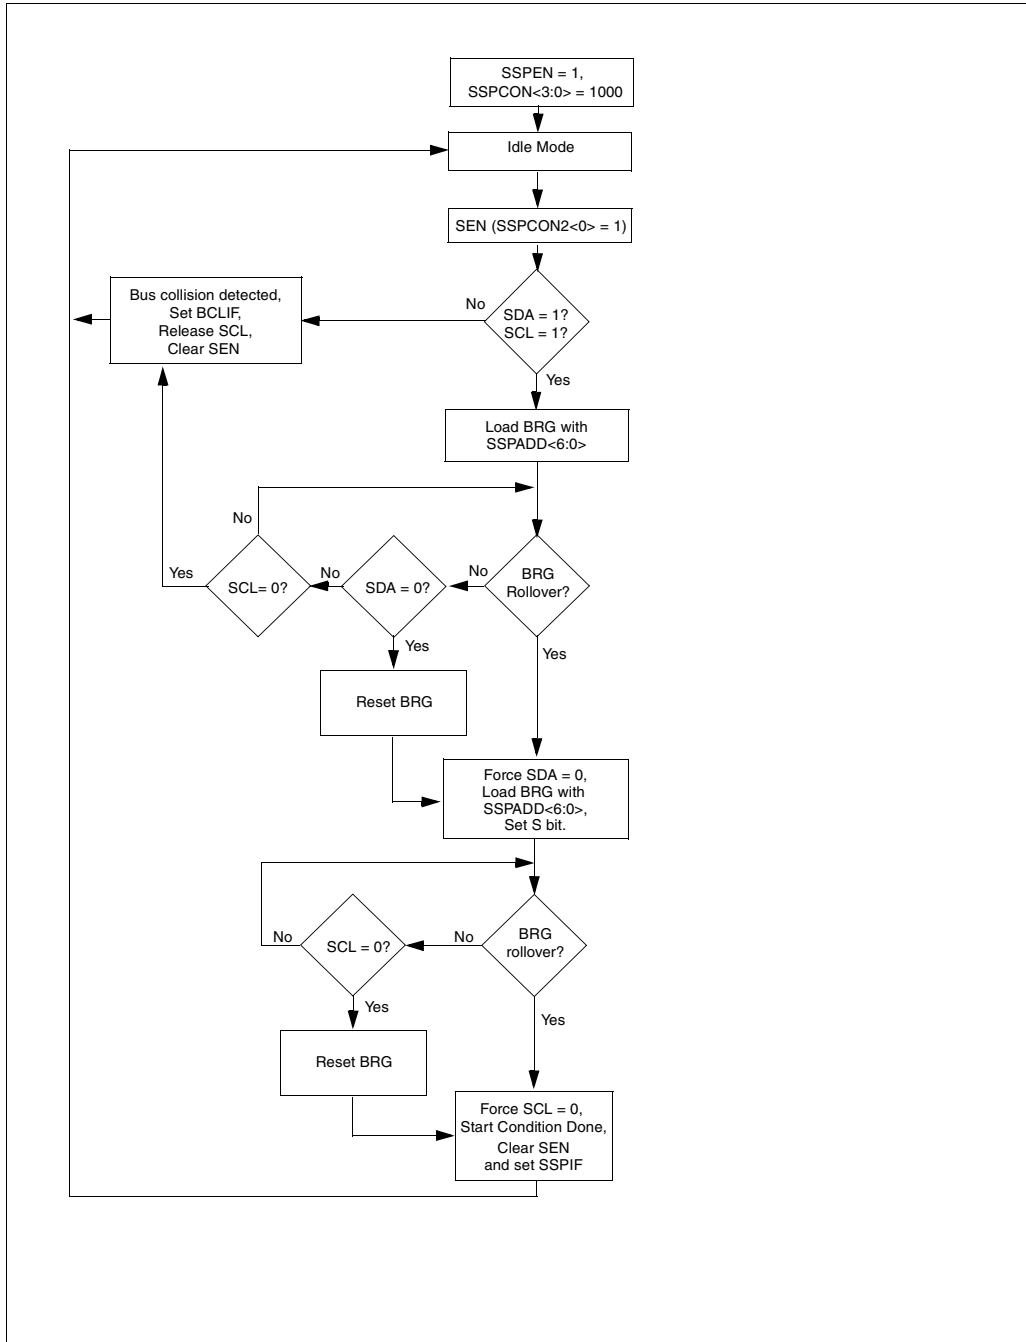 SSPEN = 1,
SSPCON<3:0> = 1000
Idle Mode
SEN (SSPCON2<0> = 1)
Bus collision detected,
Set BCLIF,
Release SCL,
Clear SEN
No
SDA = 1?
SCL = 1?
Yes
Load BRG with
SSPADD<6:0>
No
Yes
SCL= 0?
No
SDA = 0?
No
BRG
Rollover?
Yes
Yes
Reset BRG
Force SDA = 0,
Load BRG with
SSPADD<6:0>,
Set S bit.
No
SCL = 0?
No
BRG
rollover?
Yes
Yes
Reset BRG
Force SCL = 0,
Start Condition Done,
Clear SEN
and set SSPIF